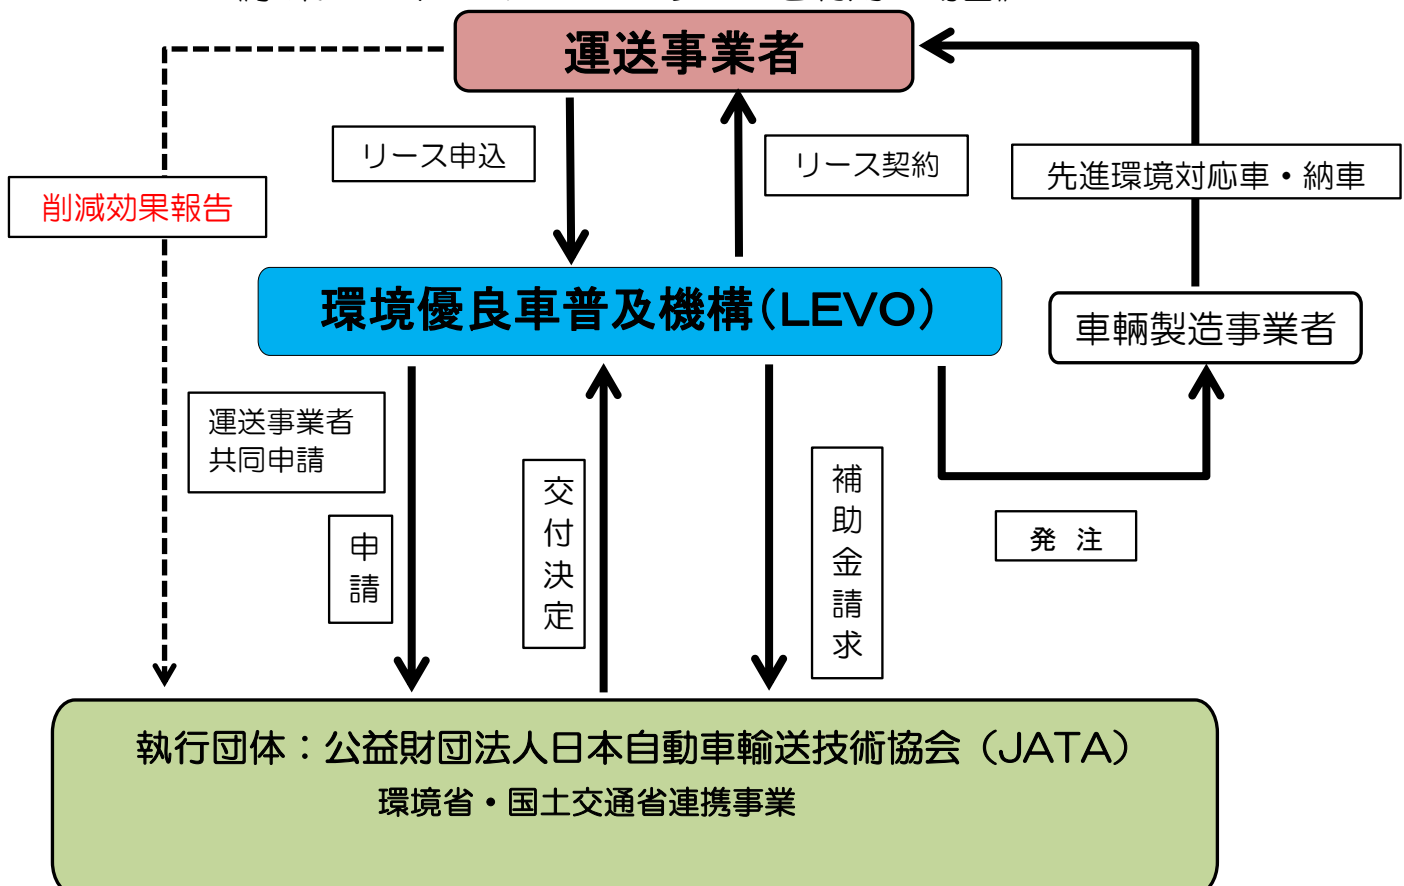 運送事業者
リース申込
リース契約
先進環境対応車・納車
削減効果報告
環境優良車普及機構(LEVO)
車輌製造事業者
運送事業者
共同申請
申請
交付決定
補助金請求
発 注
執行団体：公益財団法人日本自動車輸送技術協会（JATA）
環境省・国土交通省連携事業